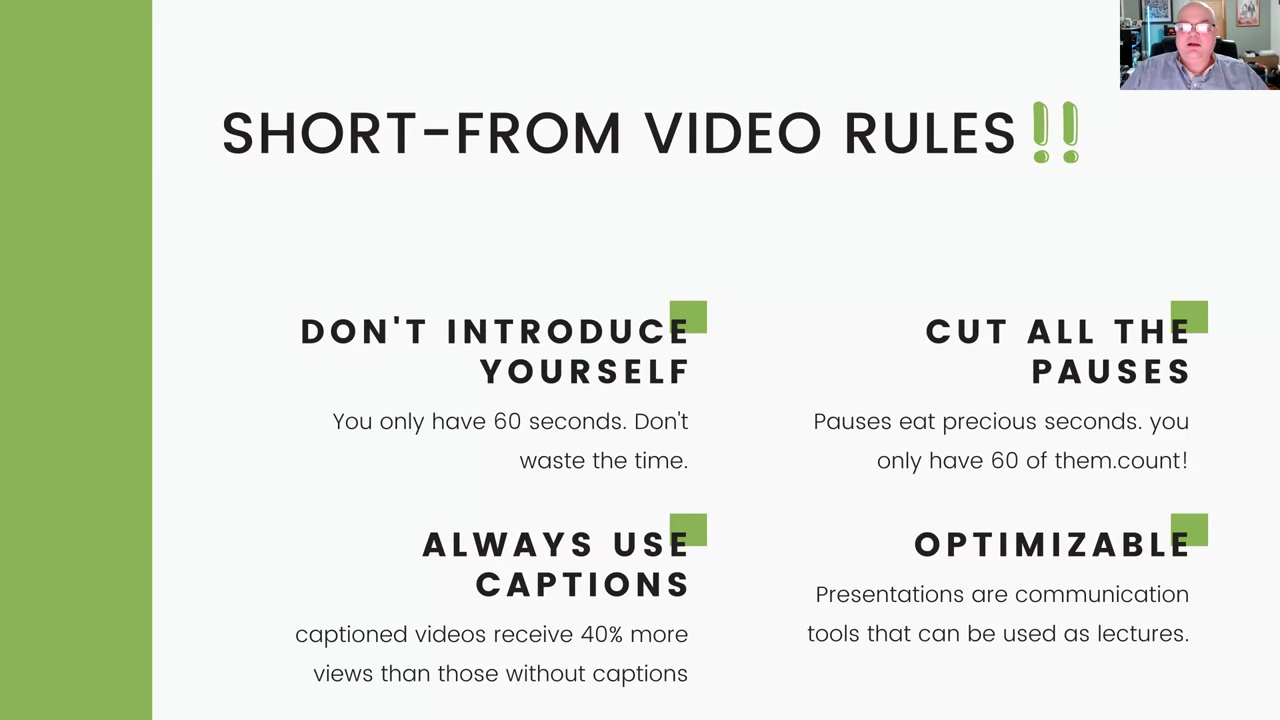 SHORT-FROM VIDEO RULES!!
DON'T INTRODUCE
YOURSELF
You only have 60 seconds. Don't
waste the time.
CUT ALL THE
PAUSES
Pauses eat precious seconds. you
only have 60 of them.count!
ALWAYS USE
CAPTIONS
captioned videos receive 40% more
views than those without captions
OPTIMIZABLE
Presentations are communication
tools that can be used as lectures.